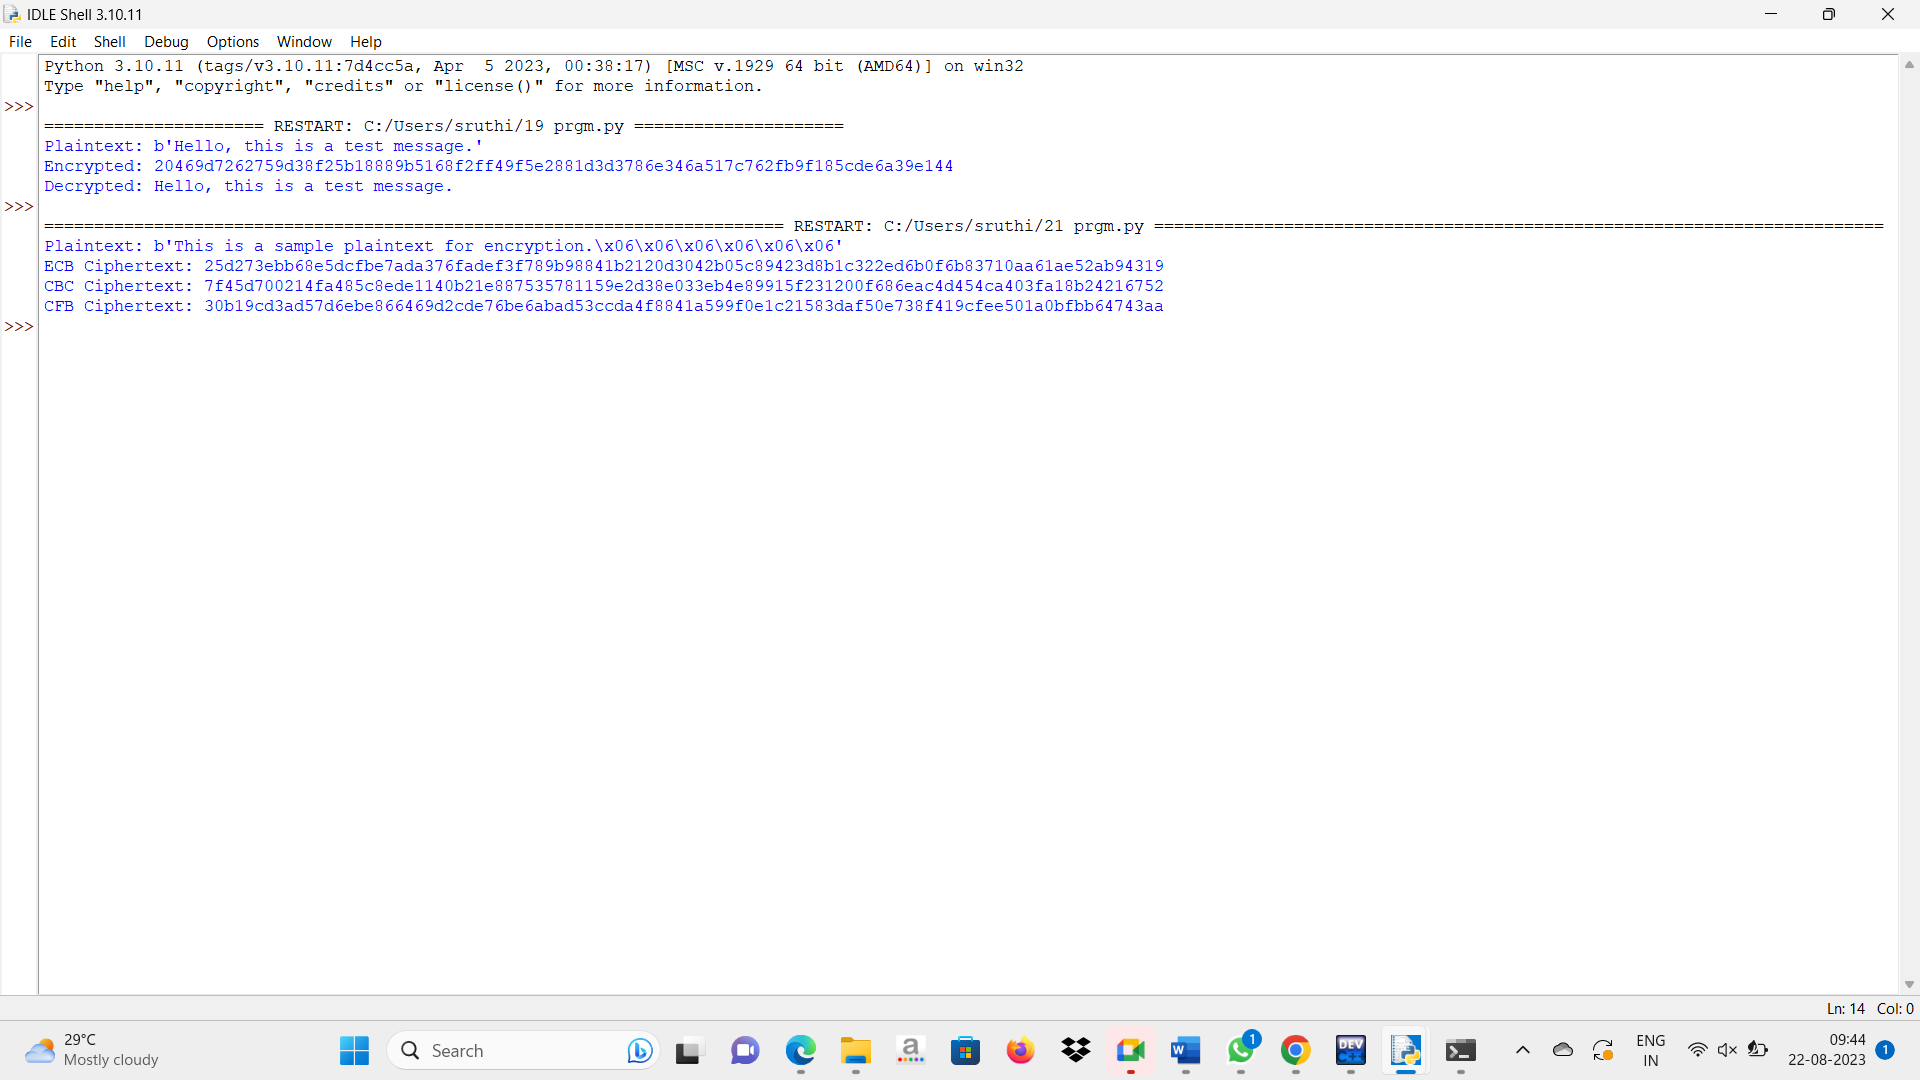 IDLE Shell 3.10.11
File Edit Shell Debug Options Window Help
Python 3.10.11 (tags/v3.10.11:7d4cc5a, Apr  5 2023, 00:38:17) [MSC v.1929 64 bit (AMD64)] on win32
Type "help", "copyright", "credits" or "license()" for more information.
>>>
====================== RESTART: C:/Users/sruthi/19 prgm.py =====================
Plaintext: b'Hello, this is a test message.'
Encrypted: 20469d7262759d38f25b18889b5168f2ff49f5e2881d3d3786e346a517c762fb9f185cde6a39e144
Decrypted: Hello, this is a test message.
>>>
========================================================================== RESTART: C:/Users/sruthi/21 prgm.py =========================================================================
Plaintext: b'This is a sample plaintext for encryption.\x06\x06\x06\x06\x06\x06'
ECB Ciphertext: 25d273ebb68e5dcfbe7ada376fadef3f789b98841b2120d3042b05c89423d8b1c322ed6b0f6b83710aa61ae52ab94319
CBC Ciphertext: 7f45d700214fa485c8ede1140b21e887535781159e2d38e033eb4e89915f231200f686eac4d454ca403fa18b24216752
CFB Ciphertext: 30b19cd3ad57d6ebe866469d2cde76be6abad53ccda4f8841a599f0e1c21583daf50e738f419cfee501a0bfbb64743aa
>>>
Ln: 14 Col: 0
29°C
Mostly cloudy
Search
a
W
1
DEV
C++
ENG
IN
09:44
22-08-2023
1